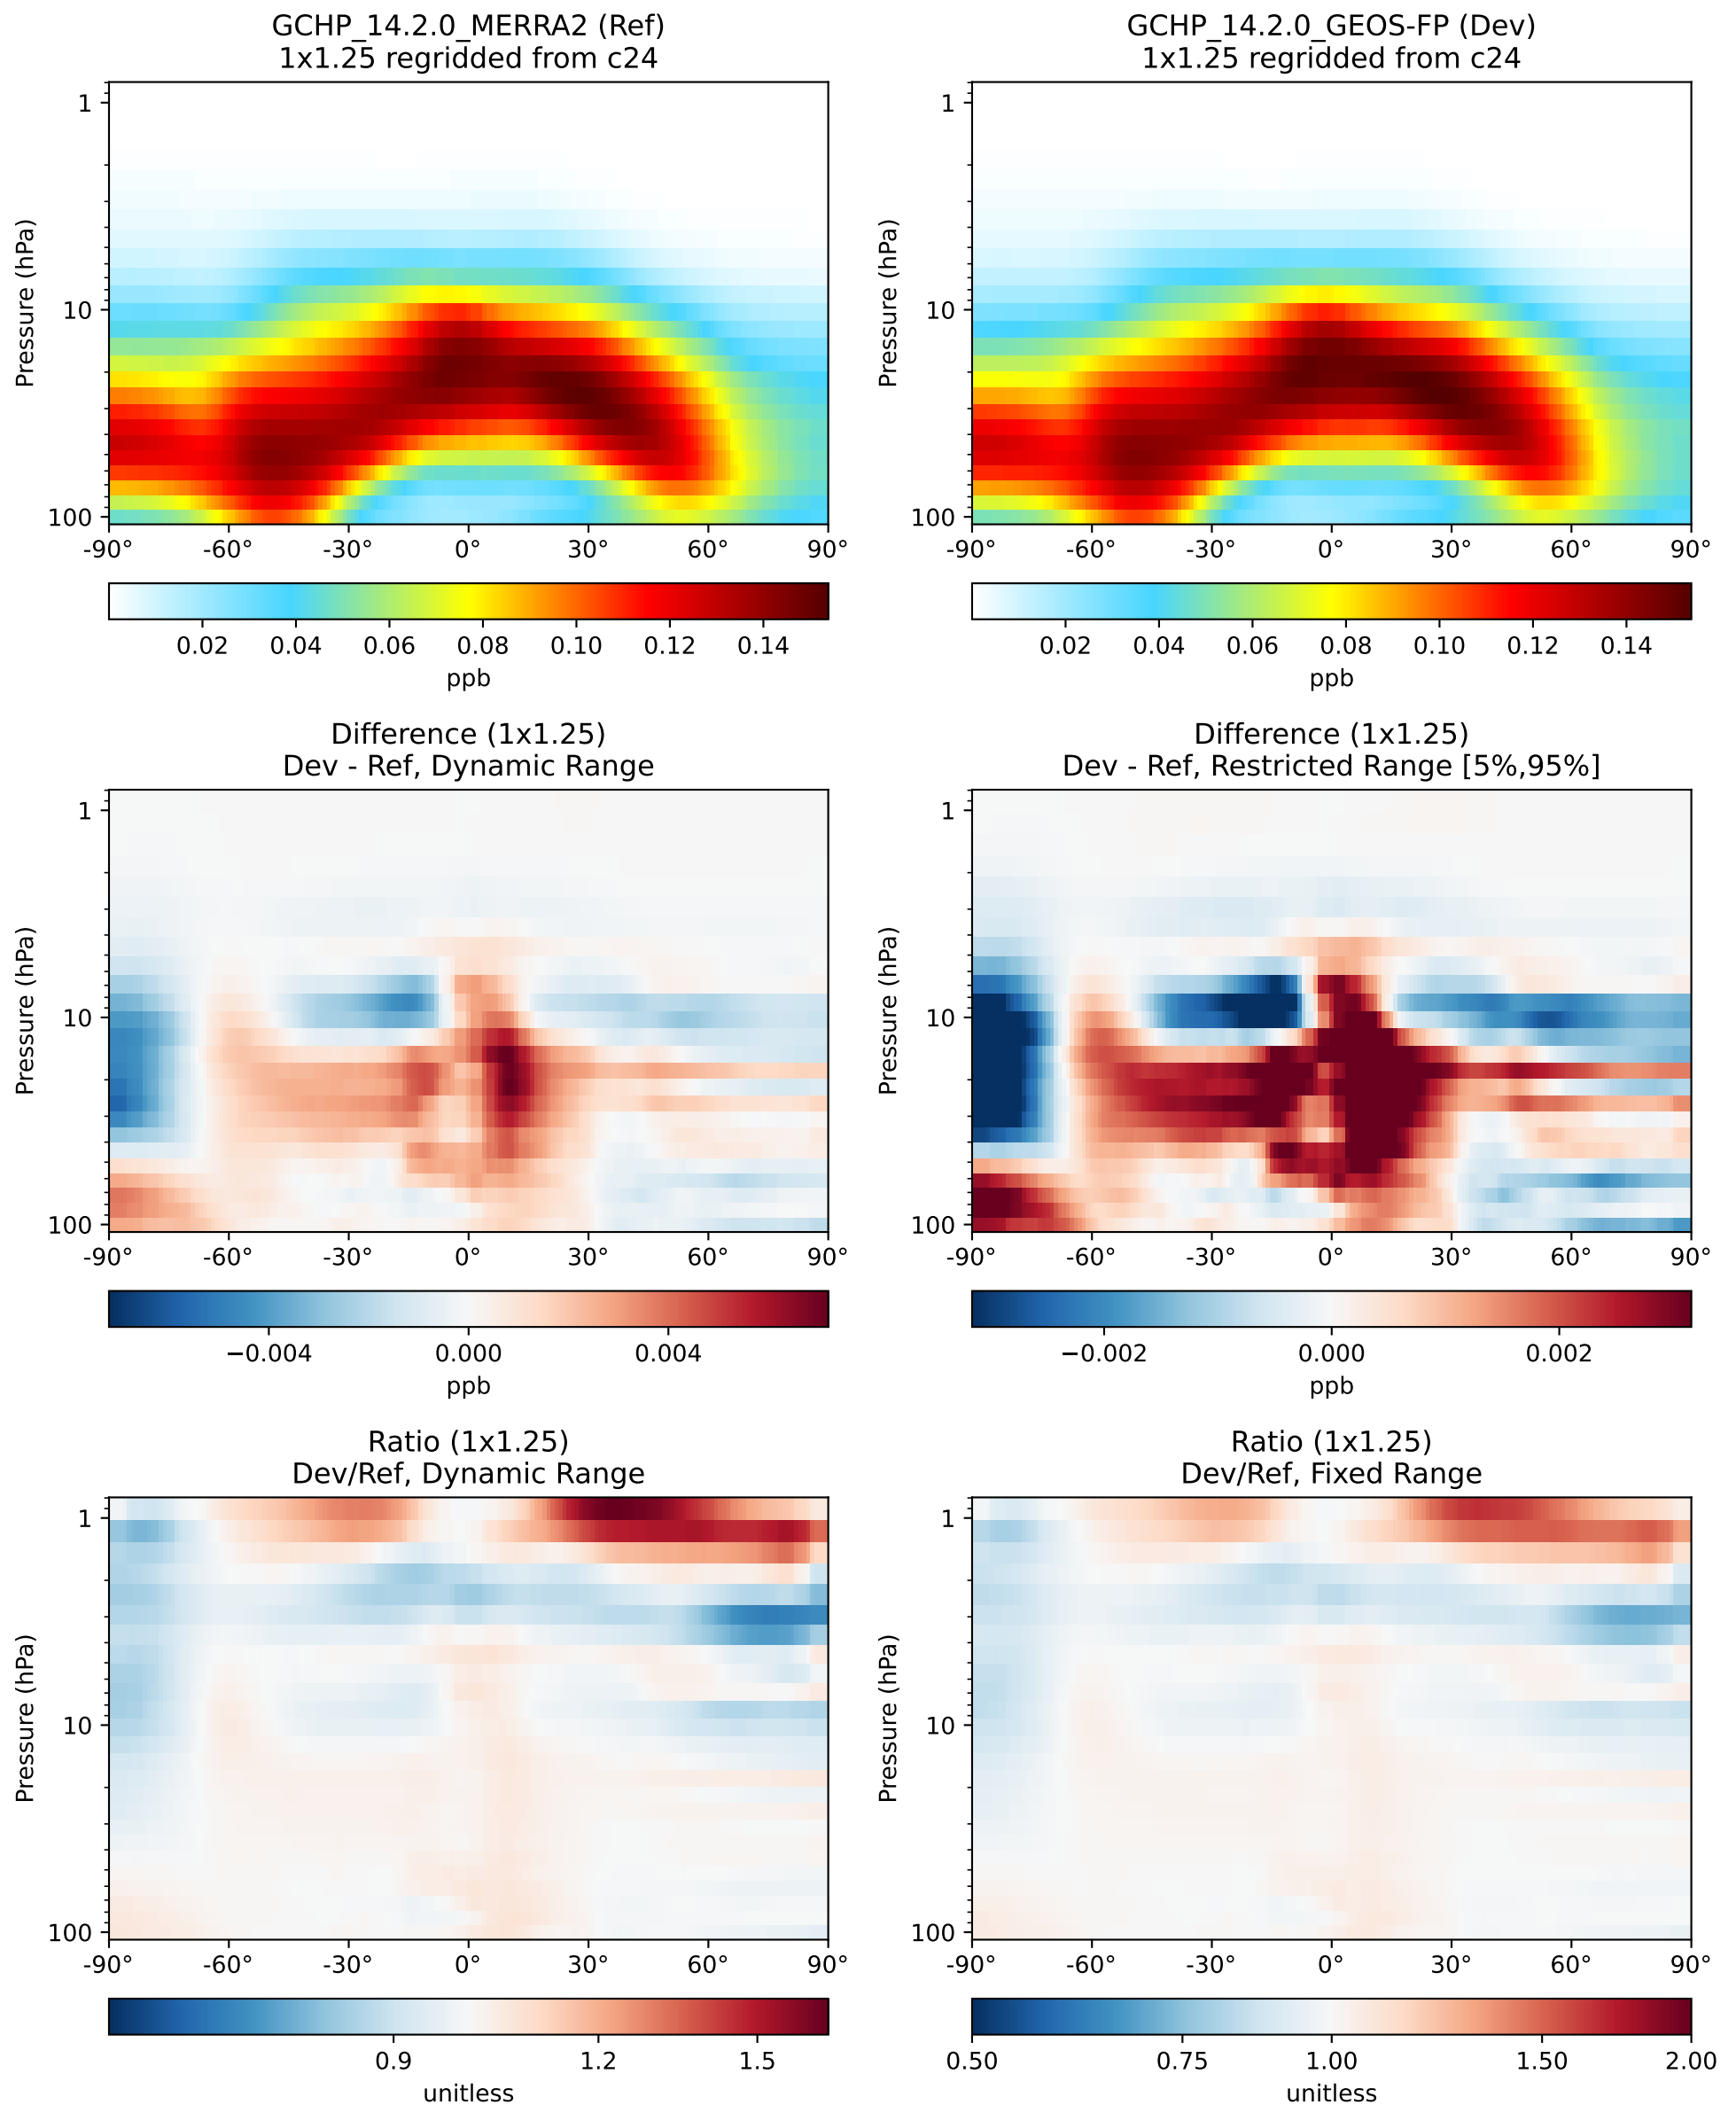 GCHP_14.2.0_MERRA2 (Ref)
1x1.25 regridded from c24
Pressure (hPa)
1
10
100
-90° -60° -30° 0° 30° 60° 90°
0.02 0.04 0.06 0.08 0.10 0.12 0.14
ppb
GCHP_14.2.0_GEOS-FP (Dev)
1x1.25 regridded from c24
Pressure (hPa)
1
10
100
-90° -60° -30° 0° 30° 60° 90°
0.02 0.04 0.06 0.08 0.10 0.12 0.14
ppb
Difference (1x1.25)
Dev - Ref, Dynamic Range
Pressure (hPa)
1
10
100
-90° -60° -30° 0° 30° 60° 90°
−0.004 0.000 0.004
ppb
Difference (1x1.25)
Dev - Ref, Restricted Range [5%,95%]
Pressure (hPa)
1
10
100
-90° -60° -30° 0° 30° 60° 90°
−0.002 0.000 0.002
ppb
Ratio (1x1.25)
Dev/Ref, Dynamic Range
Pressure (hPa)
1
10
100
-90° -60° -30° 0° 30° 60° 90°
0.9 1.2 1.5
unitless
Ratio (1x1.25)
Dev/Ref, Fixed Range
Pressure (hPa)
1
10
100
-90° -60° -30° 0° 30° 60° 90°
0.50 0.75 1.00 1.50 2.00
unitless